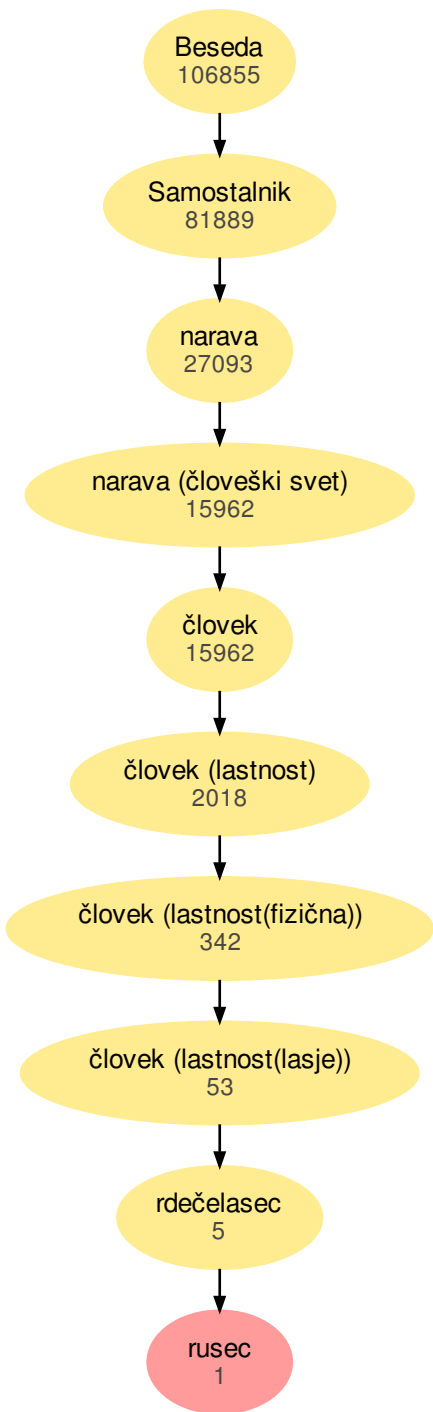 Beseda
106855
Samostalnik
81889
narava
27093
narava (človeški svet)
15962
človek
15962
človek (lastnost)
2018
človek (lastnost(fizična))
342
človek (lastnost(lasje))
53
rdečelasec
5
rusec
1